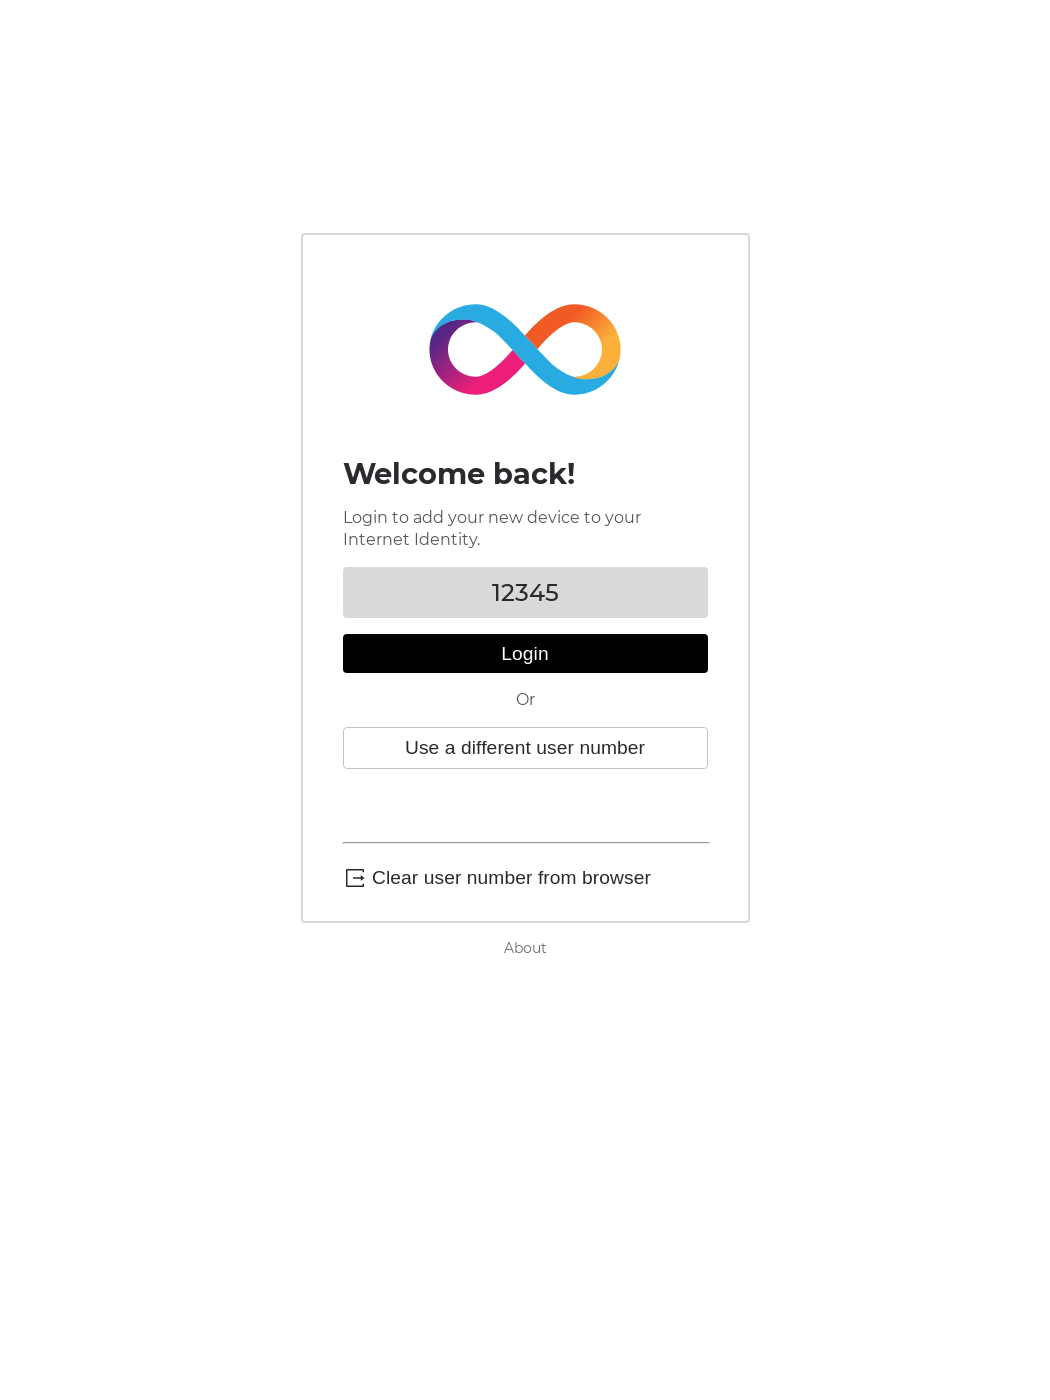 Welcome back!
Login to add your new device to your
Internet Identity.
12345
Login
Or
Use a different user number
Clear user number from browser
About